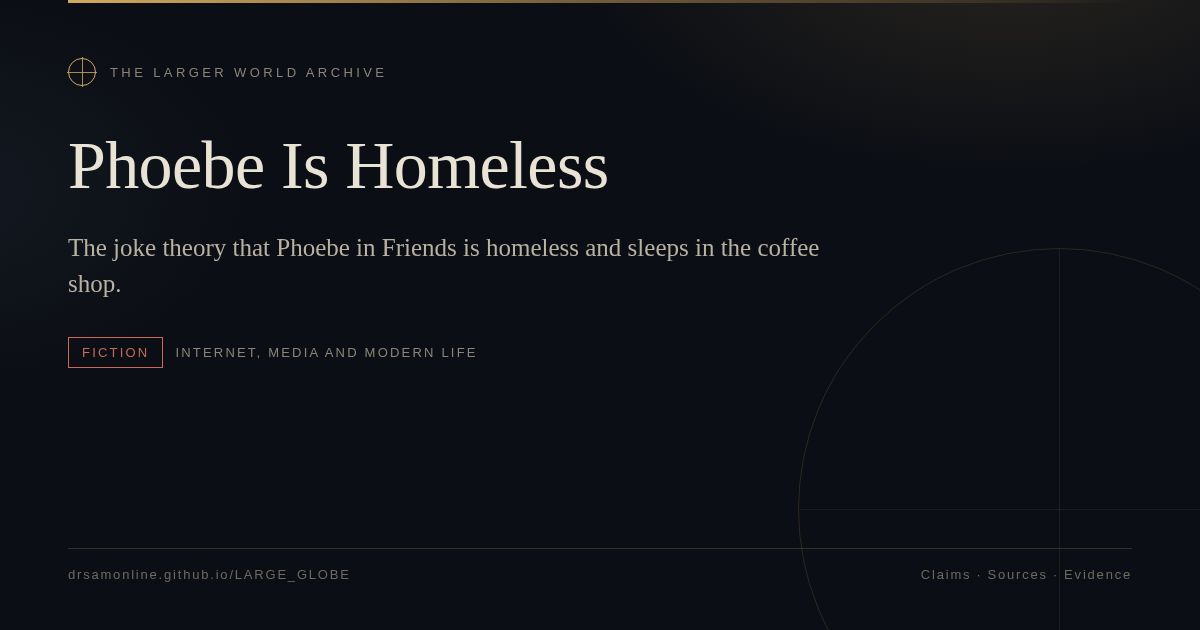 THE LARGER WORLD ARCHIVE
Phoebe Is Homeless
The joke theory that Phoebe in Friends is homeless and sleeps in the coffee
shop.
FICTION INTERNET, MEDIA AND MODERN LIFE
drsamonline.github.io/LARGE_GLOBE Claims · Sources · Evidence